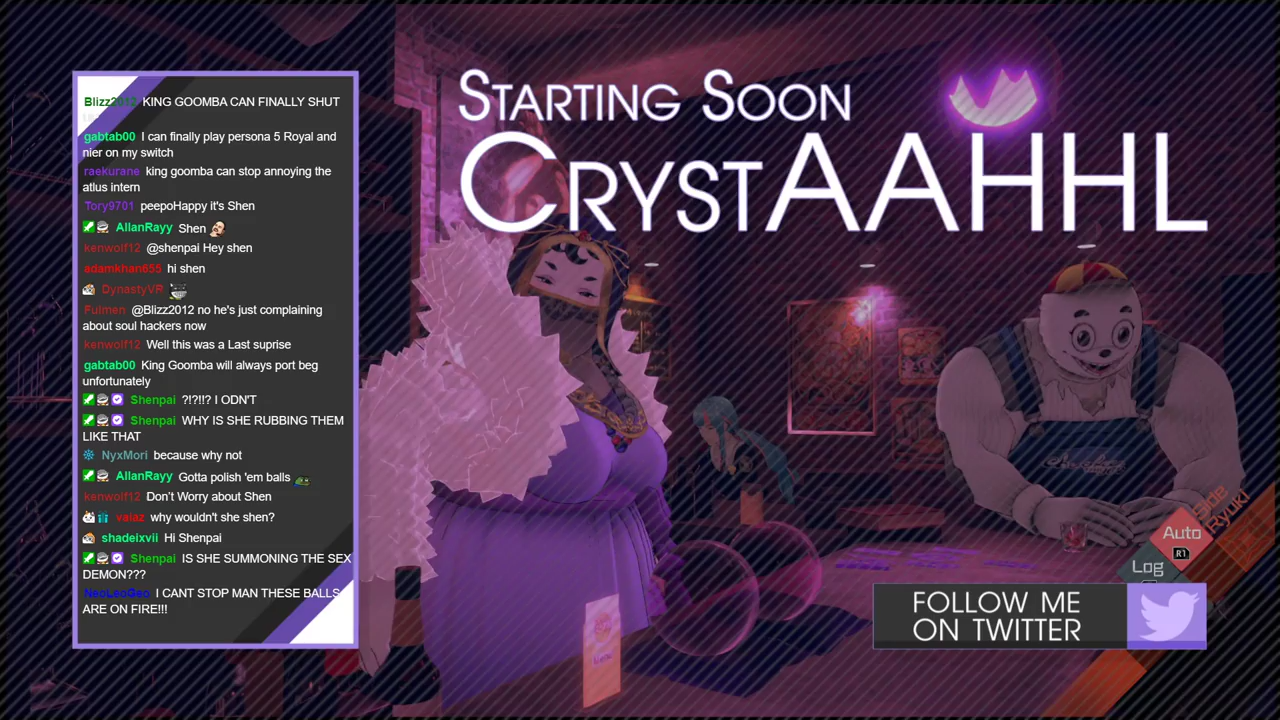 STARTING SOON
CRYSTAAHHL
Blizz2012 KING GOOMBA CAN FINALLY SHUT
gabtab00 I can finally play persona 5 Royal and
nier on my switch
raekurane king goomba can stop annoying the
atlus intern
Tory9701 peepoHappy it's Shen
AllanRayy Shen
kenwolf12 @shenpai Hey shen
adamkhan655 hi shen
DynastyVR
Fulmen @Blizz2012 no he's just complaining
about soul hackers now
kenwolf12 Well this was a Last suprise
gabtab00 King Goomba will always port beg
unfortunately
Shenpai ?!?!!? I ODN'T
Shenpai WHY IS SHE RUBBING THEM
LIKE THAT
NyxMori because why not
AllanRayy Gotta polish 'em balls
kenwolf12 Don't Worry about Shen
vaiaz why wouldn't she shen?
shadeixvii Hi Shenpai
Shenpai IS SHE SUMMONING THE SEX
DEMON???
NeoLeoGeo I CANT STOP MAN THESE BALLS
ARE ON FIRE!!!
Side
Ryuki
Auto
R1
Log
FOLLOW ME
ON TWITTER